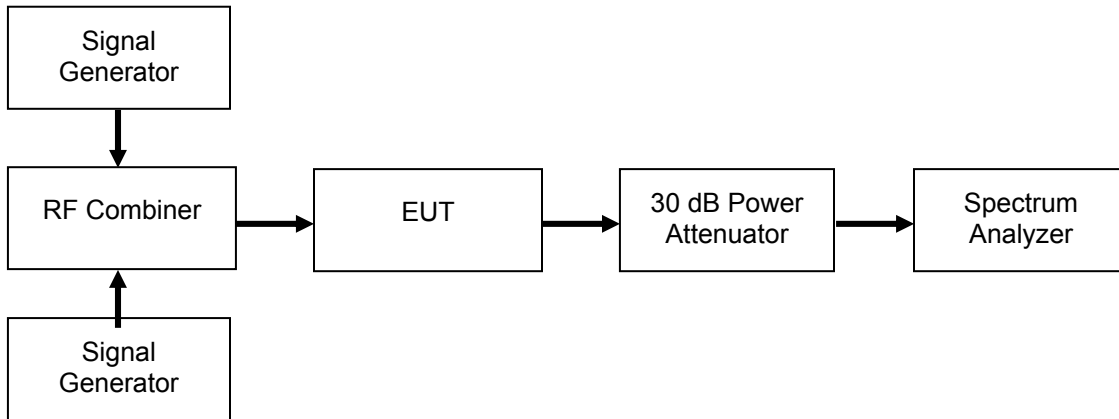 Signal
Generator
RF Combiner
EUT
30 dB Power
Attenuator
Spectrum
Analyzer
Signal
Generator